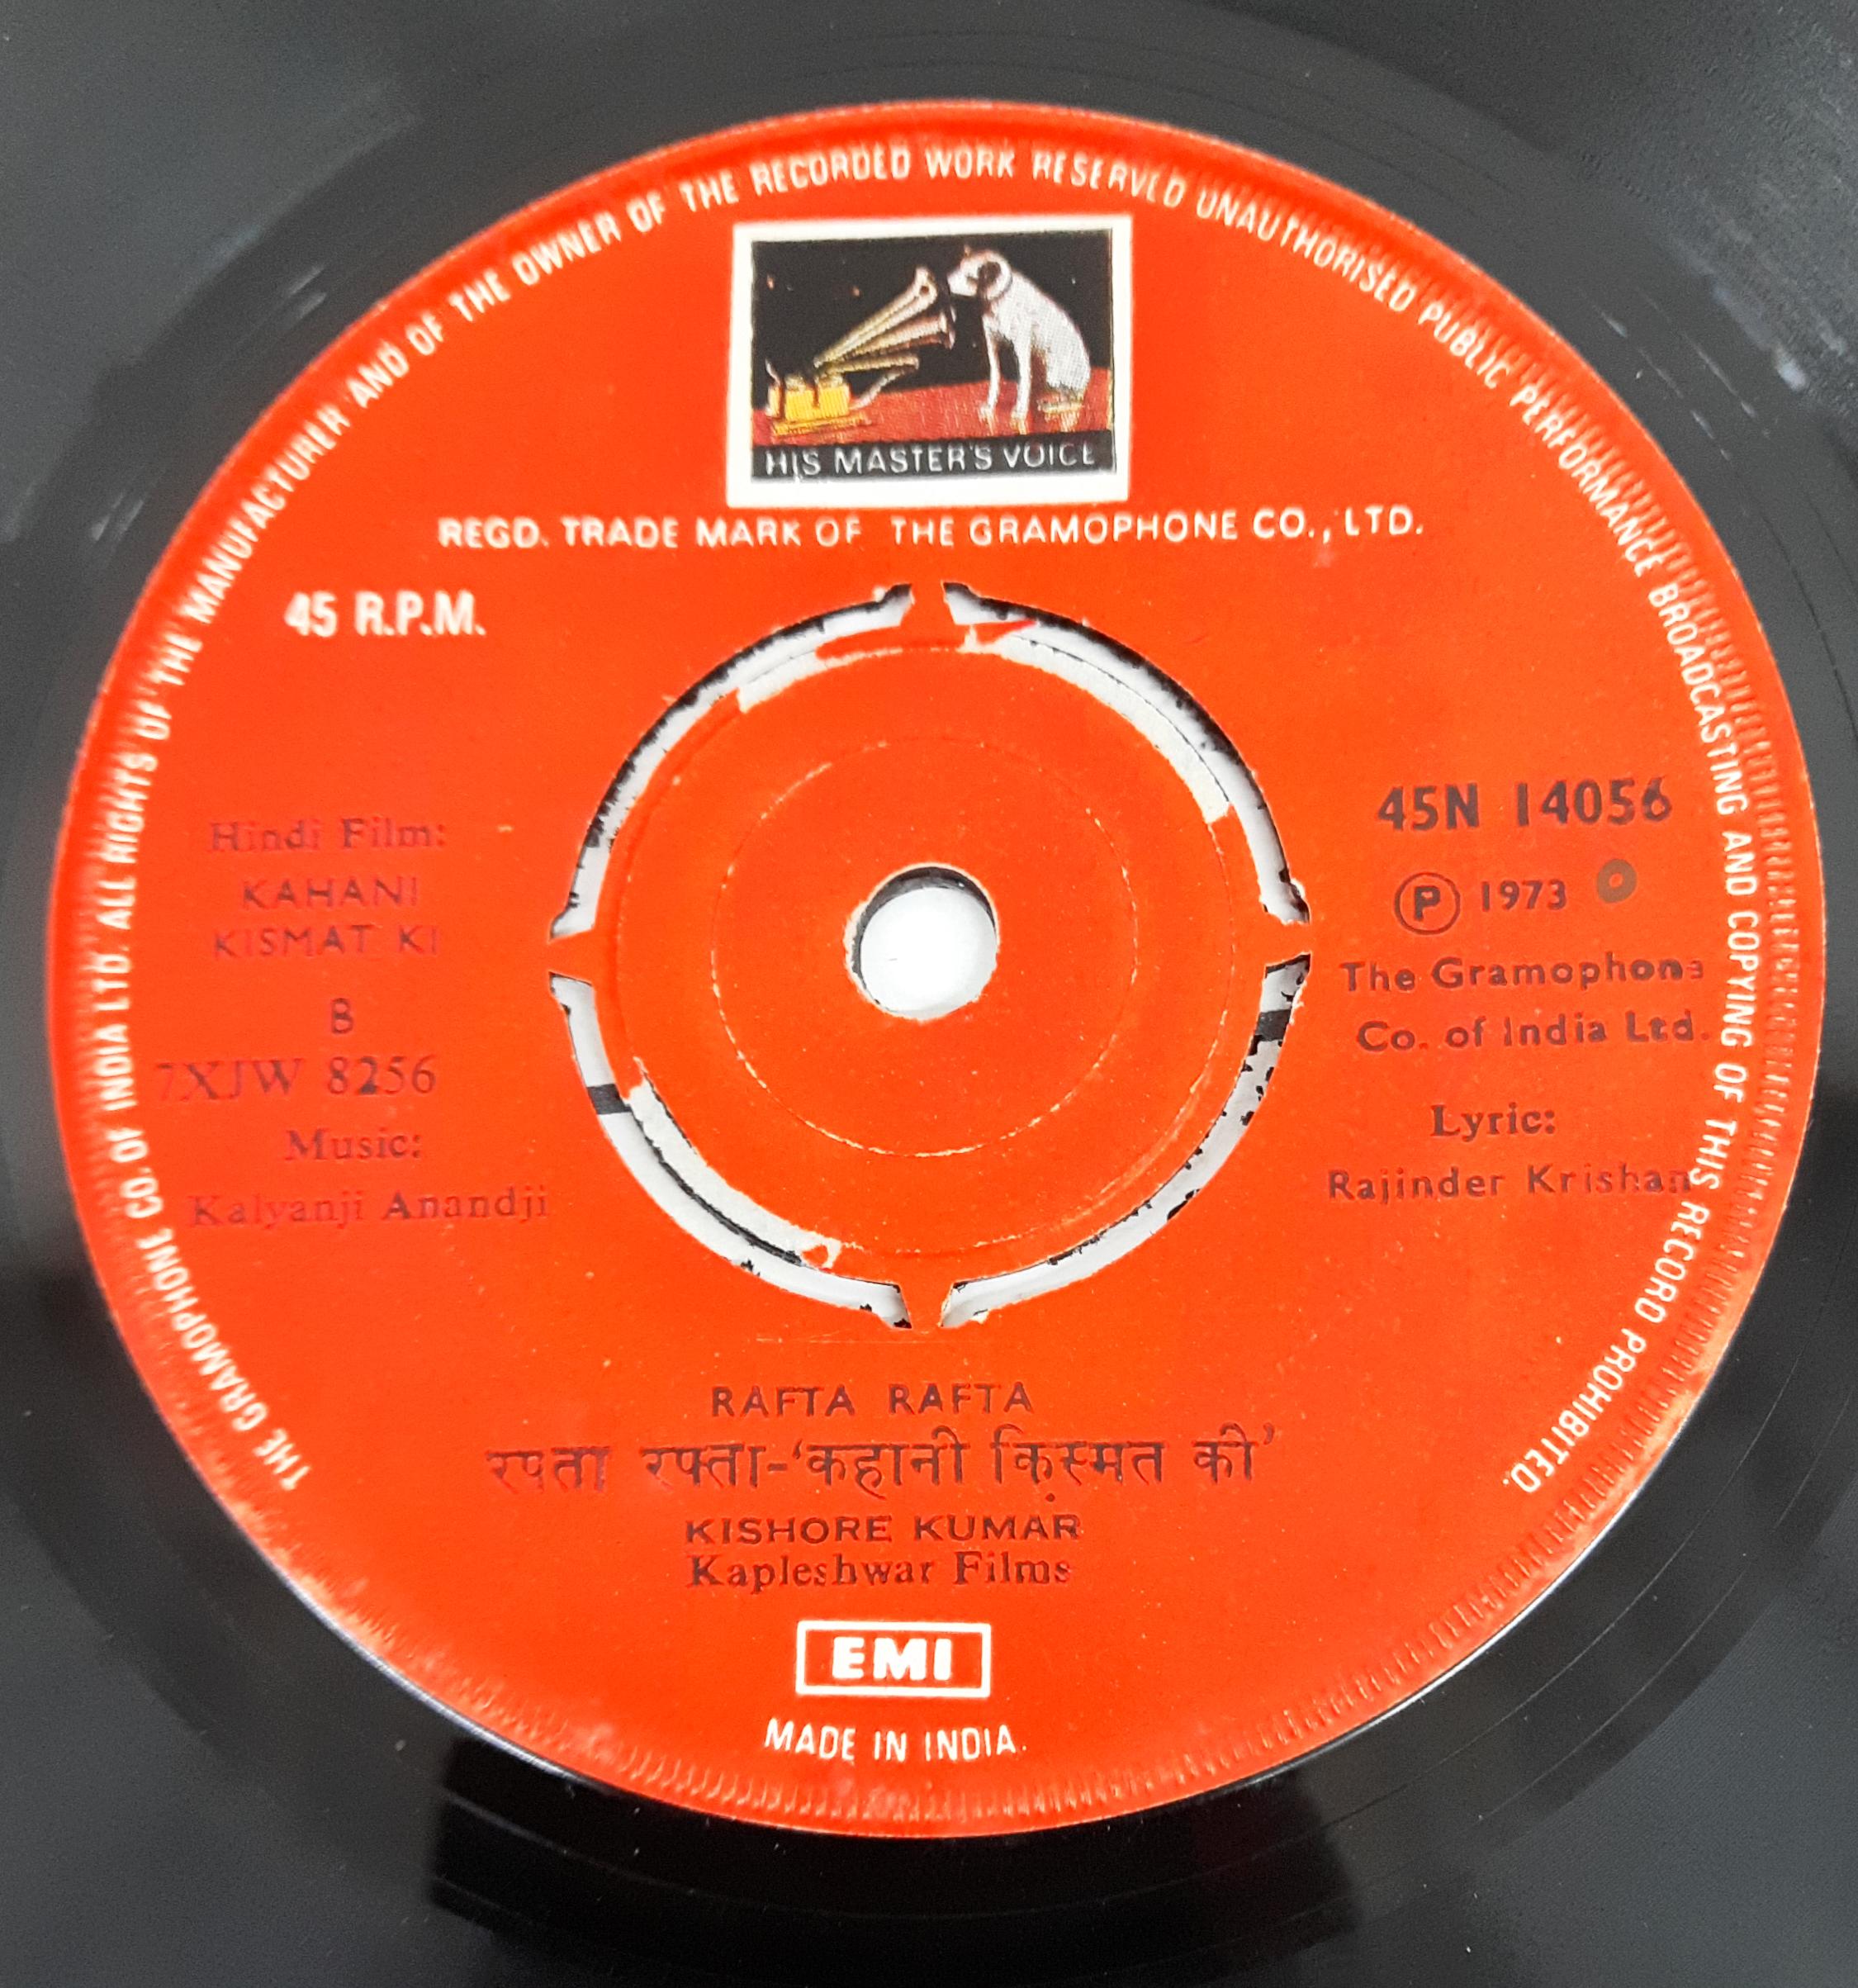 THE GRAMOPHONE CO. OF INDIA LTD. ALL RIGHTS OF THE MANUFACTURER AND OF THE OWNER OF THE RECORDED WORK RESERVED UNAUTHORISED PUBLIC PERFORMANCE BROADCASTING AND COPYING OF THIS RECORD PROHIBITED.
HIS MASTER'S VOICE
REGD. TRADE MARK OF THE GRAMOPHONE CO., LTD.
45 R.P.M.
Hindi Film:
KAHANI
KISMAT KI
B
7XJW 8256
Music:
Kalyanji Anandji
45N 14056
Ⓟ 1973
The Gramophone
Co. of India Ltd.
Lyric:
Rajinder Krishan
RAFTA RAFTA
रफ्ता रफ्ता-‘कहानी किस्मत की’
KISHORE KUMAR
Kapleshwar Films
EMI
MADE IN INDIA.